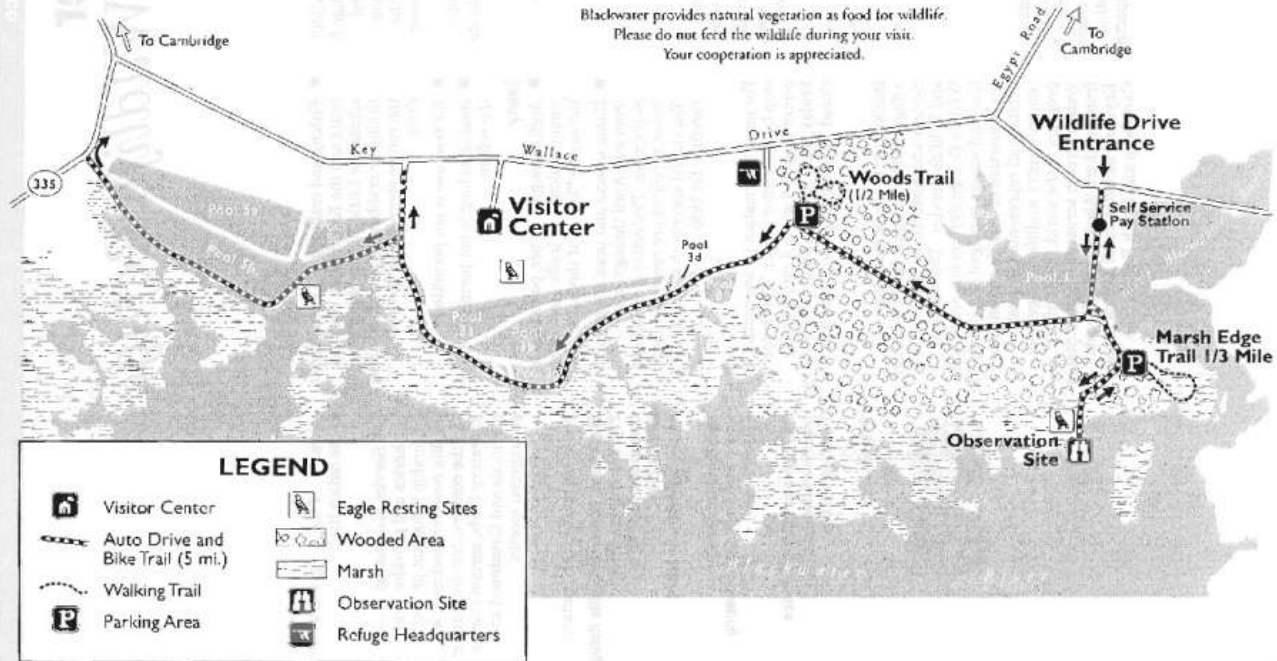 Blackwater provides natural vegetation as food for wildlife.
Please do not feed the wildlife during your visit.
Your cooperation is appreciated.
To Cambridge
Egypt Road
To
Cambridge
Wildlife Drive
Entrance
Key Wallace Drive
335
Visitor
Center
Woods Trail
(1/2 Mile)
P
Self Service
Pay Station
Pool
3d
Marsh Edge
Trail 1/3 Mile
P
Observation
Site
LEGEND
Visitor Center
Auto Drive and
Bike Trail (5 mi.)
Walking Trail
P Parking Area
Eagle Resting Sites
Wooded Area
Marsh
Observation Site
Refuge Headquarters